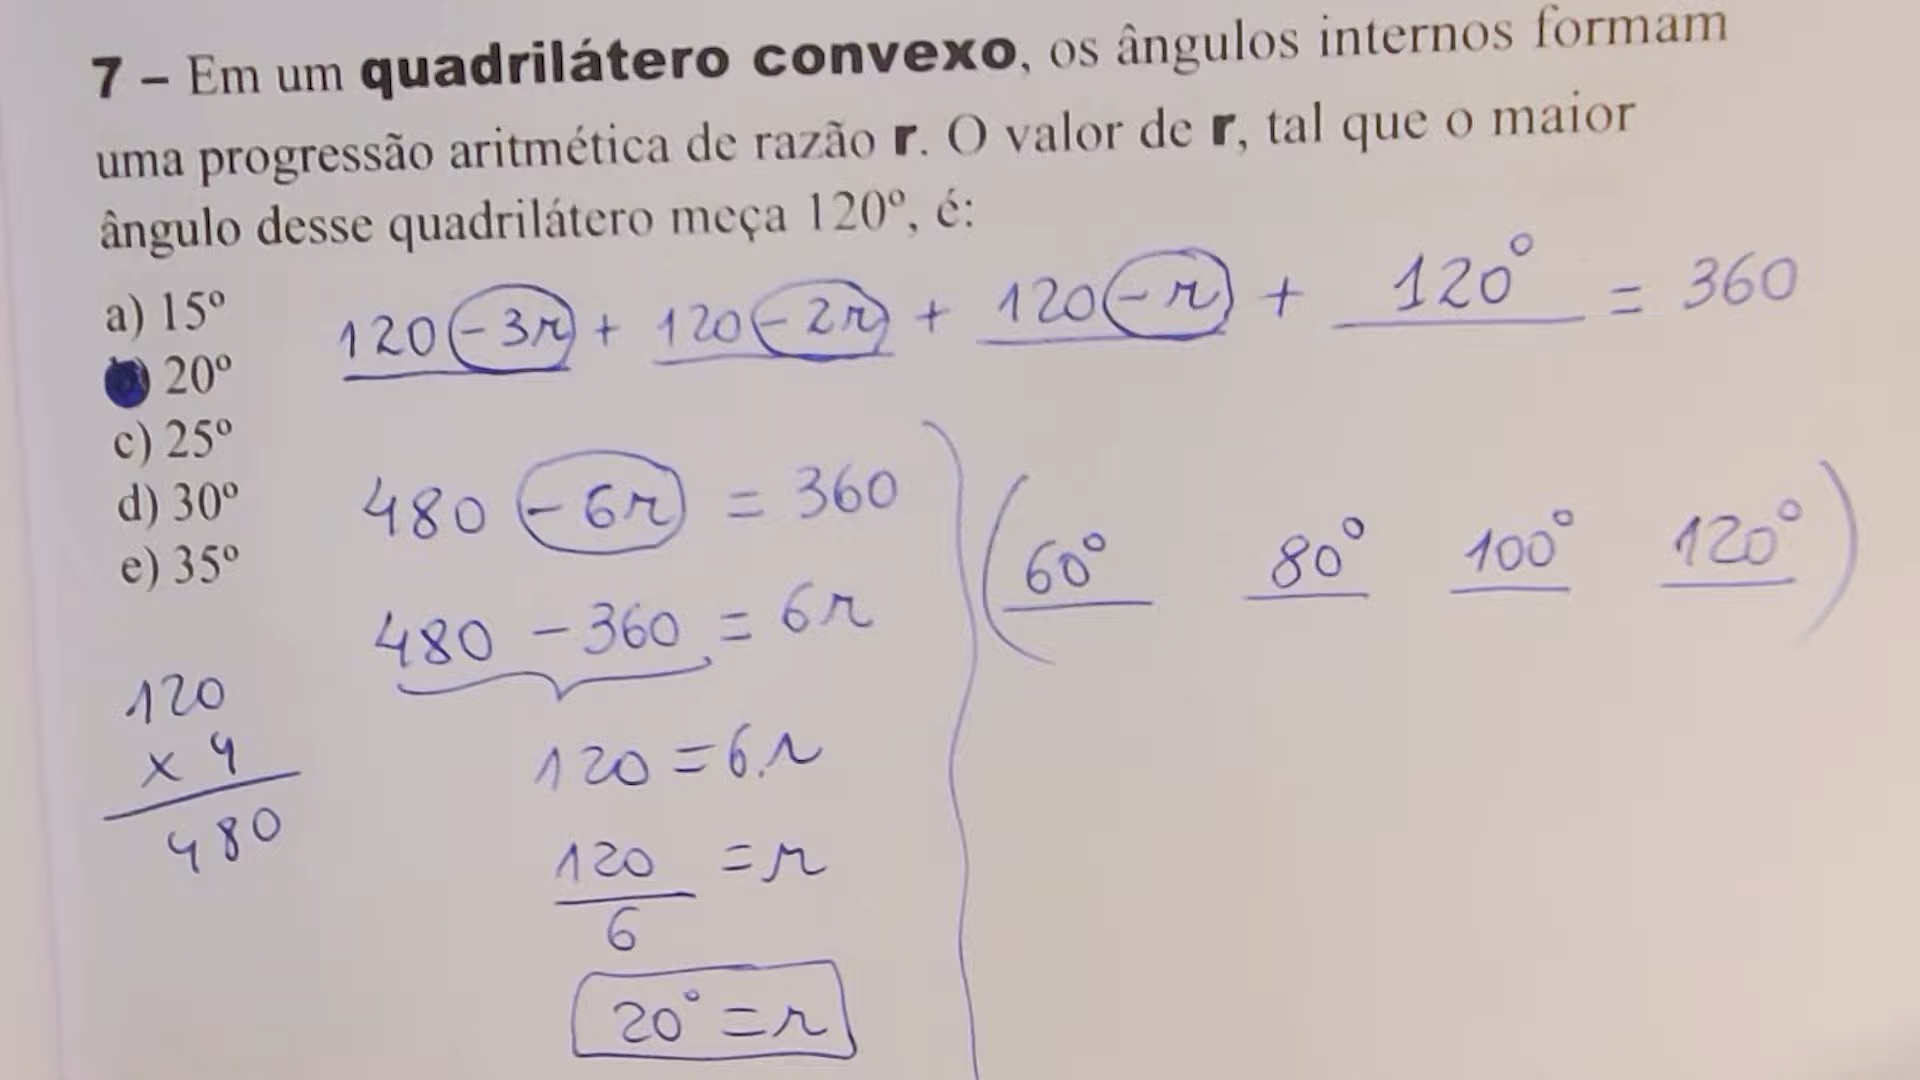 7 – Em um quadrilátero convexo, os ângulos internos formam
uma progressão aritmética de razão r. O valor de r, tal que o maior
ângulo desse quadrilátero meça 120º, é:
a) 15º
20º
c) 25º
d) 30º
e) 35º
120 - 3r + 120 - 2r + 120 - r + 120° = 360
480 - 6r = 360
480 - 360 = 6r
120 = 6.r
120
6
= r
20° = r
120
x 4
480
( 60° 80° 100° 120° )